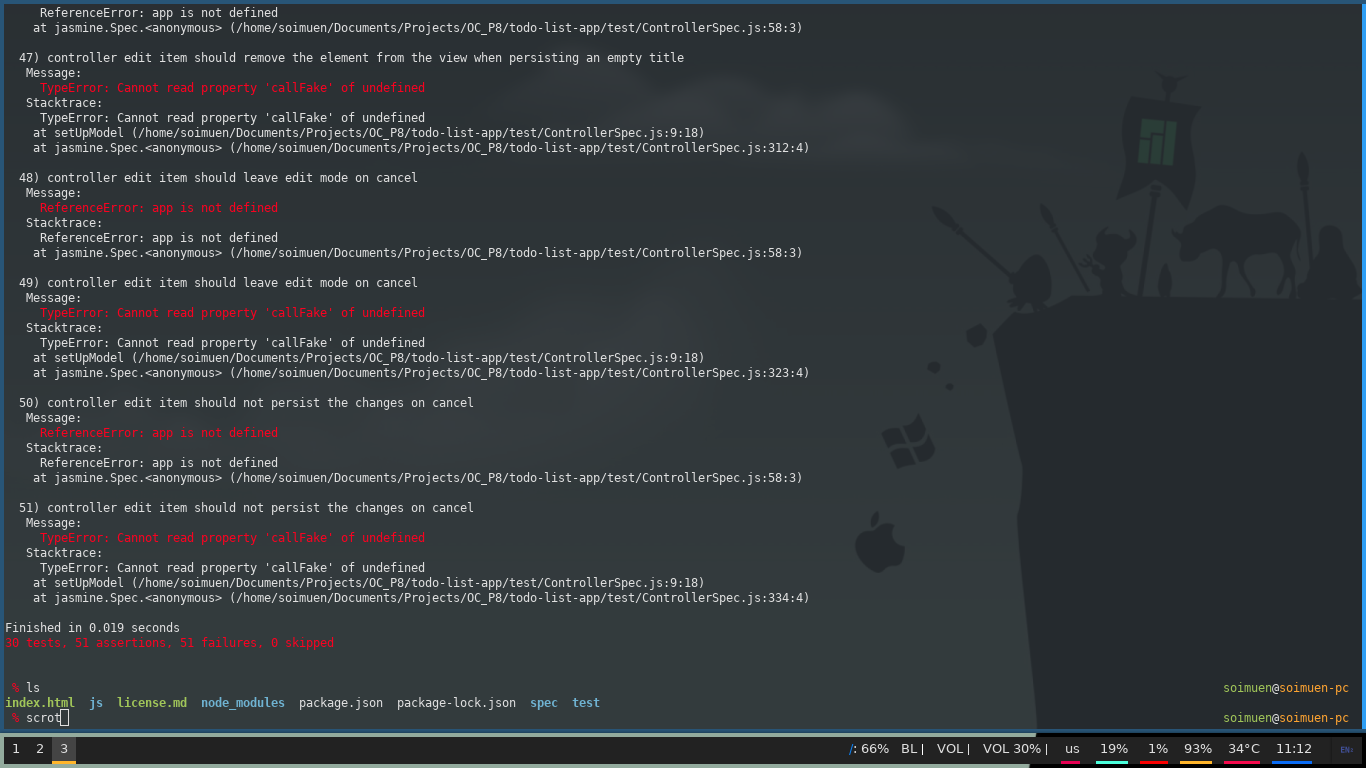 ReferenceError: app is not defined
at jasmine.Spec.<anonymous> (/home/soimuen/Documents/Projects/OC_P8/todo-list-app/test/ControllerSpec.js:58:3)
47) controller edit item should remove the element from the view when persisting an empty title
Message:
TypeError: Cannot read property 'callFake' of undefined
Stacktrace:
TypeError: Cannot read property 'callFake' of undefined
at setUpModel (/home/soimuen/Documents/Projects/OC_P8/todo-list-app/test/ControllerSpec.js:9:18)
at jasmine.Spec.<anonymous> (/home/soimuen/Documents/Projects/OC_P8/todo-list-app/test/ControllerSpec.js:312:4)
48) controller edit item should leave edit mode on cancel
Message:
ReferenceError: app is not defined
Stacktrace:
ReferenceError: app is not defined
at jasmine.Spec.<anonymous> (/home/soimuen/Documents/Projects/OC_P8/todo-list-app/test/ControllerSpec.js:58:3)
49) controller edit item should leave edit mode on cancel
Message:
TypeError: Cannot read property 'callFake' of undefined
Stacktrace:
TypeError: Cannot read property 'callFake' of undefined
at setUpModel (/home/soimuen/Documents/Projects/OC_P8/todo-list-app/test/ControllerSpec.js:9:18)
at jasmine.Spec.<anonymous> (/home/soimuen/Documents/Projects/OC_P8/todo-list-app/test/ControllerSpec.js:323:4)
50) controller edit item should not persist the changes on cancel
Message:
ReferenceError: app is not defined
Stacktrace:
ReferenceError: app is not defined
at jasmine.Spec.<anonymous> (/home/soimuen/Documents/Projects/OC_P8/todo-list-app/test/ControllerSpec.js:58:3)
51) controller edit item should not persist the changes on cancel
Message:
TypeError: Cannot read property 'callFake' of undefined
Stacktrace:
TypeError: Cannot read property 'callFake' of undefined
at setUpModel (/home/soimuen/Documents/Projects/OC_P8/todo-list-app/test/ControllerSpec.js:9:18)
at jasmine.Spec.<anonymous> (/home/soimuen/Documents/Projects/OC_P8/todo-list-app/test/ControllerSpec.js:334:4)
Finished in 0.019 seconds
30 tests, 51 assertions, 51 failures, 0 skipped
% ls soimuen@soimuen-pc
index.html js license.md node_modules package.json package-lock.json spec test
% scrot soimuen@soimuen-pc
1 2 3 /: 66% BL | VOL | VOL 30% | us 19% 1% 93% 34°C 11:12 EN